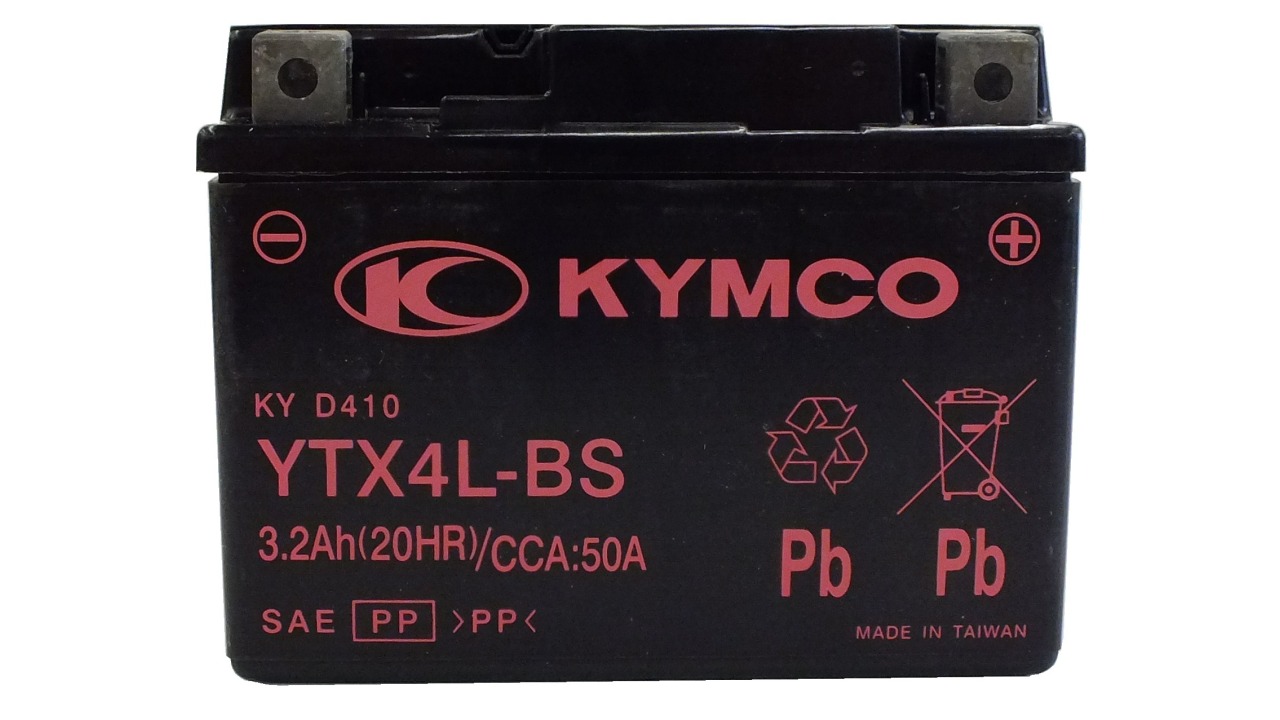 KYMCO
KY D410
YTX4L-BS
3.2Ah(20HR)/CCA:50A
Pb Pb
SAE PP >PP<
MADE IN TAIWAN